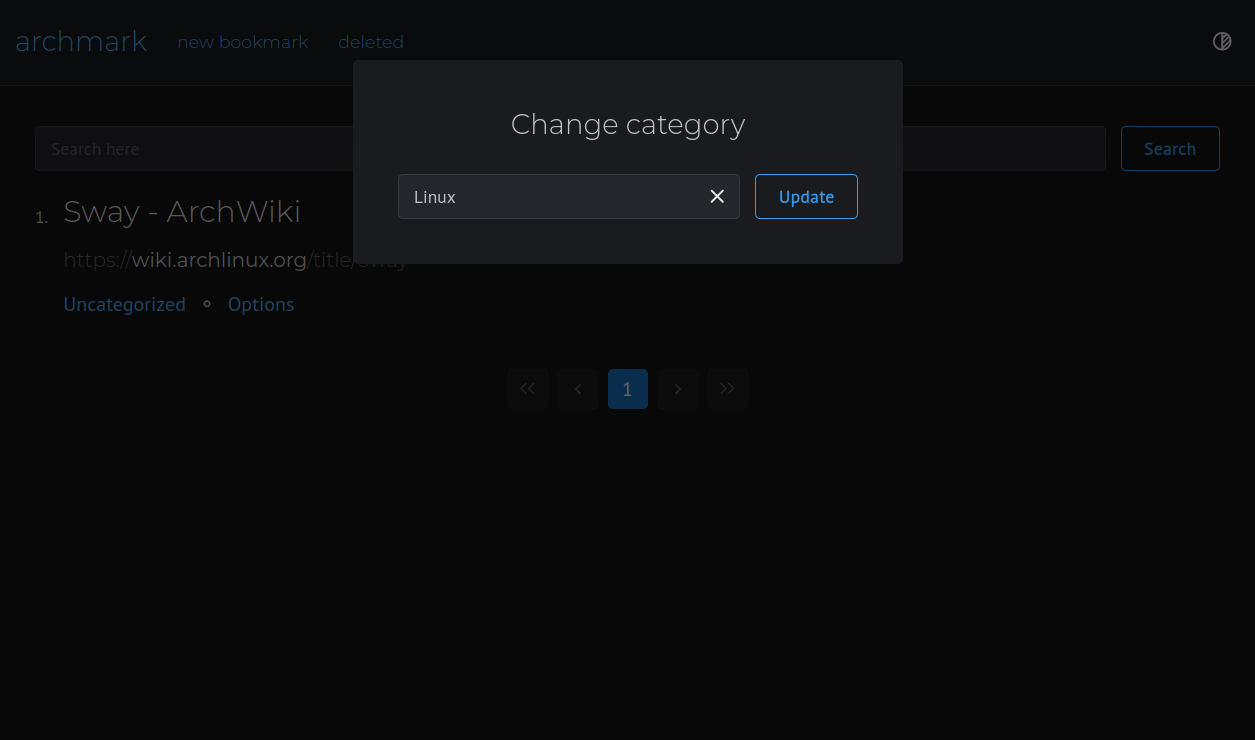 archmark new bookmark deleted
Change category
Search here Search
Linux Update
1. Sway - ArchWiki
https://wiki.archlinux.org/title/Sway
Uncategorized Options
1